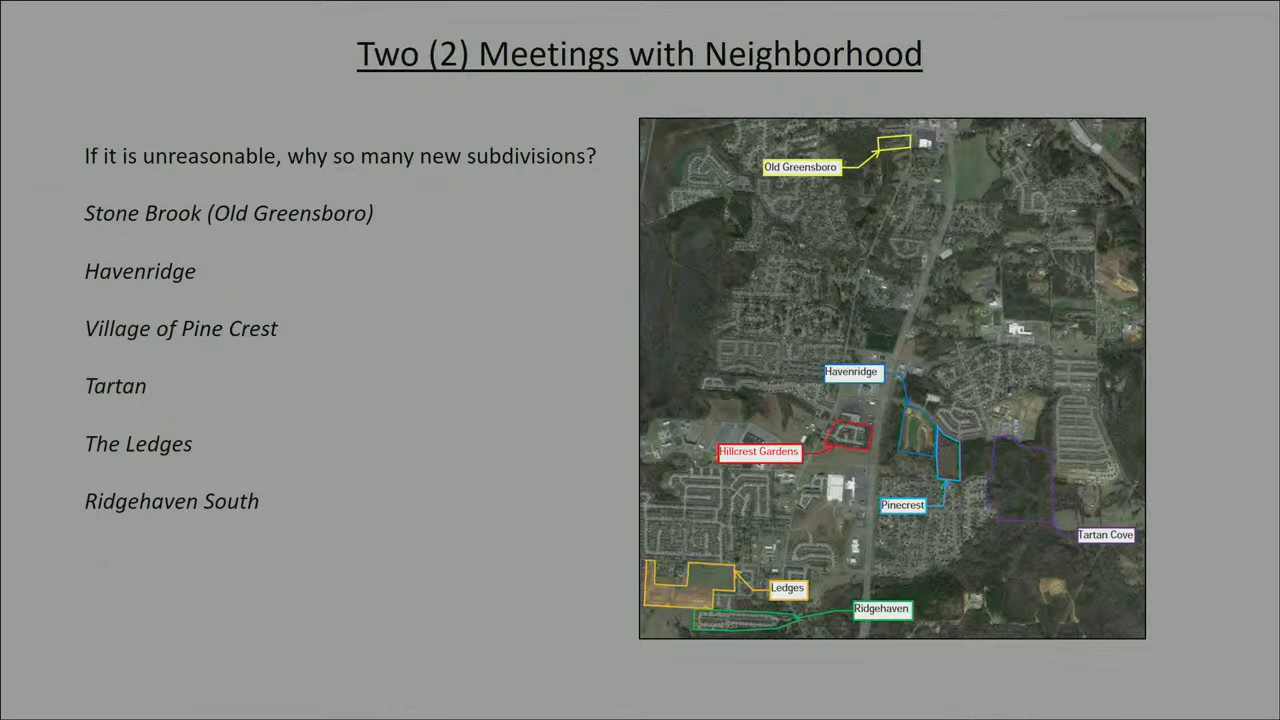 Two (2) Meetings with Neighborhood
If it is unreasonable, why so many new subdivisions?
Stone Brook (Old Greensboro)
Havenridge
Village of Pine Crest
Tartan
The Ledges
Ridgehaven South
Old Greensboro
Havenridge
Hillcrest Gardens
Pinecrest
Tartan Cove
Ledges
Ridgehaven